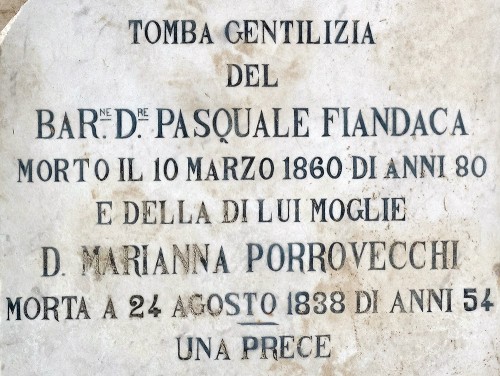 TOMBA GENTILIZIA
DEL
BAR.NE D.RE PASQUALE FIANDACA
MORTO IL 10 MARZO 1860 DI ANNI 80
E DELLA DI LUI MOGLIE
D. MARIANNA PORROVECCHI
MORTA A 24 AGOSTO 1838 DI ANNI 54
UNA PRECE